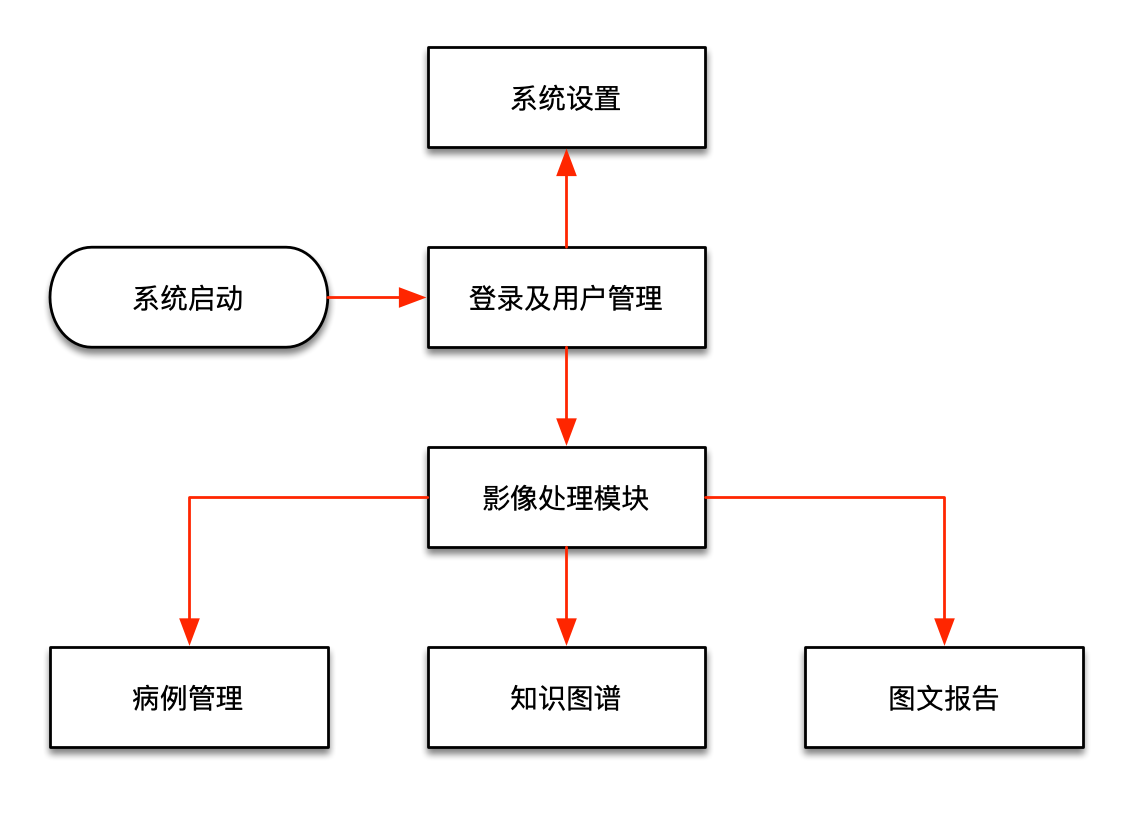 系统设置
系统启动
登录及用户管理
影像处理模块
病例管理
知识图谱
图文报告